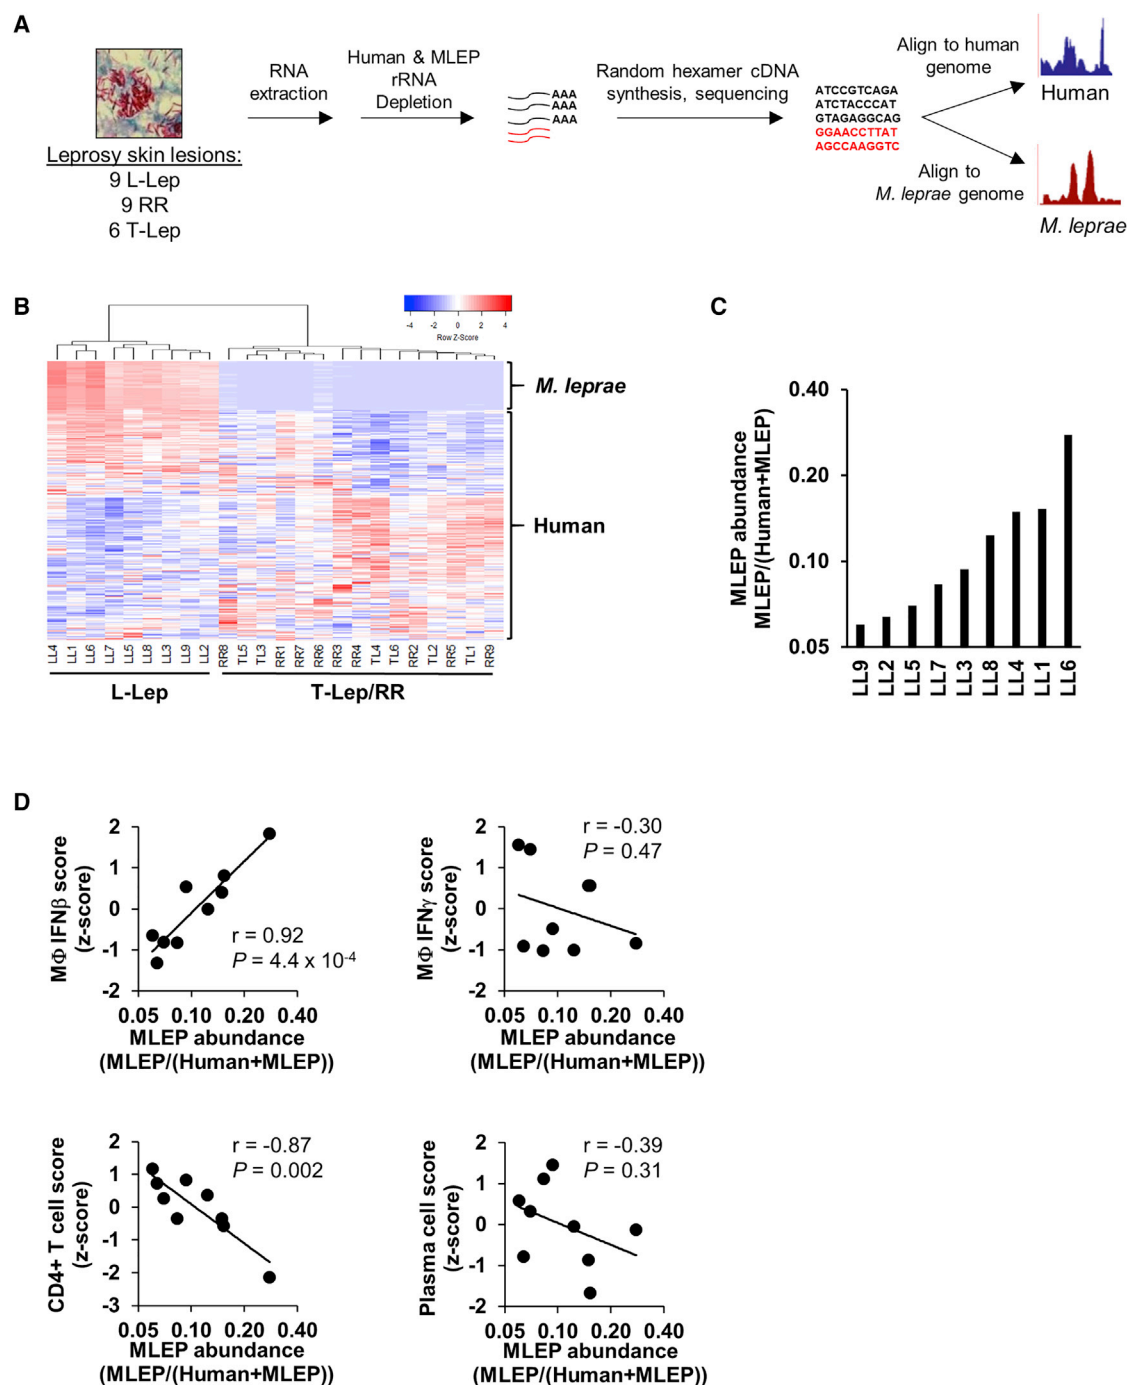 A
Leprosy skin lesions:
9 L-Lep
9 RR
6 T-Lep
RNA
extraction
Human & MLEP
rRNA
Depletion
AAA
AAA
AAA
Random hexamer cDNA
synthesis, sequencing
ATCCGTCAGA
ATCTACCCAT
GTAGAGGCAG
GGAACCTTAT
AGCCAAGGTC
Align to human
genome
Human
Align to
M. leprae genome
M. leprae
B
-4 -2 0 2 4
Row Z-Score
M. leprae
Human
LL4 LL1 LL6 LL7 LL5 LL8 LL3 LL9 LL2 RR8 TL5 TL3 RR1 RR7 RR6 RR3 RR4 TL4 TL6 RR2 TL2 RR5 TL1 RR9
L-Lep
T-Lep/RR
C
MLEP abundance
MLEP/(Human+MLEP)
0.40
0.20
0.10
0.05
LL9 LL2 LL5 LL7 LL3 LL8 LL4 LL1 LL6
D
MΦ IFNβ score
(z-score)
2
1
0
-1
-2
r = 0.92
P = 4.4 x 10-4
0.05 0.10 0.20 0.40
MLEP abundance
(MLEP/(Human+MLEP))
MΦ IFNγ score
(z-score)
2
1
0
-1
-2
r = -0.30
P = 0.47
0.05 0.10 0.20 0.40
MLEP abundance
(MLEP/(Human+MLEP))
CD4+ T cell score
(z-score)
2
1
0
-1
-2
-3
r = -0.87
P = 0.002
0.05 0.10 0.20 0.40
MLEP abundance
(MLEP/(Human+MLEP))
Plasma cell score
(z-score)
2
1
0
-1
-2
r = -0.39
P = 0.31
0.05 0.10 0.20 0.40
MLEP abundance
(MLEP/(Human+MLEP))